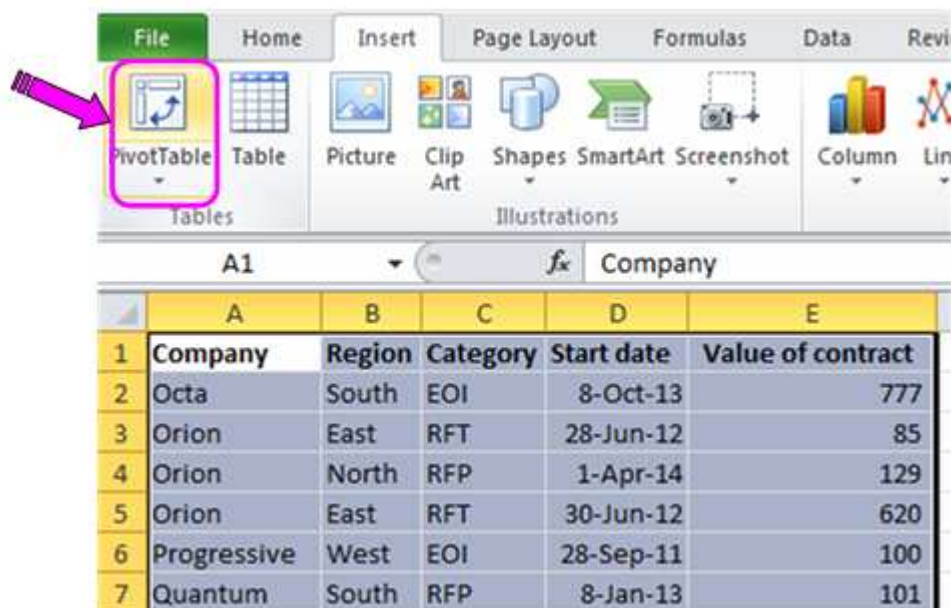 File Home Insert Page Layout Formulas Data
PivotTable Table Picture Clip Art Shapes SmartArt Screenshot Column
Tables Illustrations
A1 fx Company
A B C D E
1 Company Region Category Start date Value of contract
2 Octa South EOI 8-Oct-13 777
3 Orion East RFT 28-Jun-12 85
4 Orion North RFP 1-Apr-14 129
5 Orion East RFT 30-Jun-12 620
6 Progressive West EOI 28-Sep-11 100
7 Quantum South RFP 8-Jan-13 101